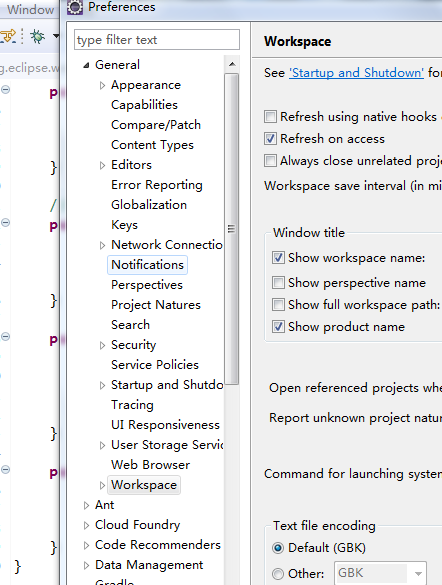 Preferences
Window
type filter text
Workspace
General
Appearance
Capabilities
Compare/Patch
Content Types
Editors
Error Reporting
Globalization
Keys
Network Connectio
Notifications
Perspectives
Project Natures
Search
Security
Service Policies
Startup and Shutdo
Tracing
UI Responsiveness
User Storage Servic
Web Browser
Workspace
Ant
Cloud Foundry
Code Recommenders
Data Management
See 'Startup and Shutdown' for
Refresh using native hooks
Refresh on access
Always close unrelated proj
Workspace save interval (in mi
Window title
Show workspace name:
Show perspective name
Show full workspace path:
Show product name
Open referenced projects whe
Report unknown project natur
Command for launching system
Text file encoding
Default (GBK)
Other: GBK
g.eclipse.w
p
}
/
p
}
p
}
p
}
}